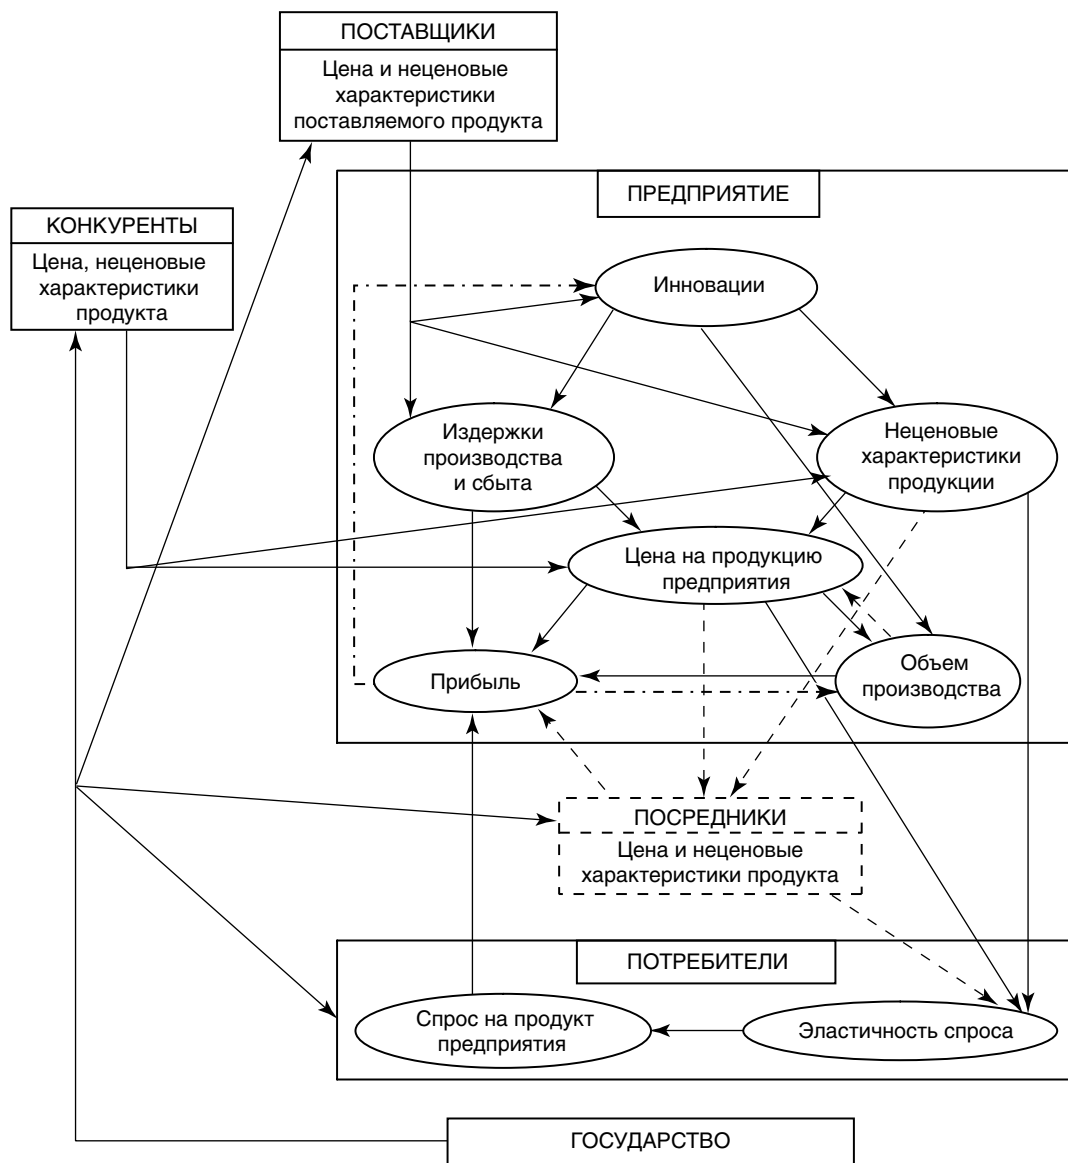 ПОСТАВЩИКИ
Цена и неценовые
характеристики
поставляемого продукта
ПРЕДПРИЯТИЕ
КОНКУРЕНТЫ
Цена, неценовые
характеристики
продукта
Инновации
Издержки
производства
и сбыта
Неценовые
характеристики
продукции
Цена на продукцию
предприятия
Прибыль
Объем
производства
ПОСРЕДНИКИ
Цена и неценовые
характеристики продукта
ПОТРЕБИТЕЛИ
Спрос на продукт
предприятия
Эластичность спроса
ГОСУДАРСТВО